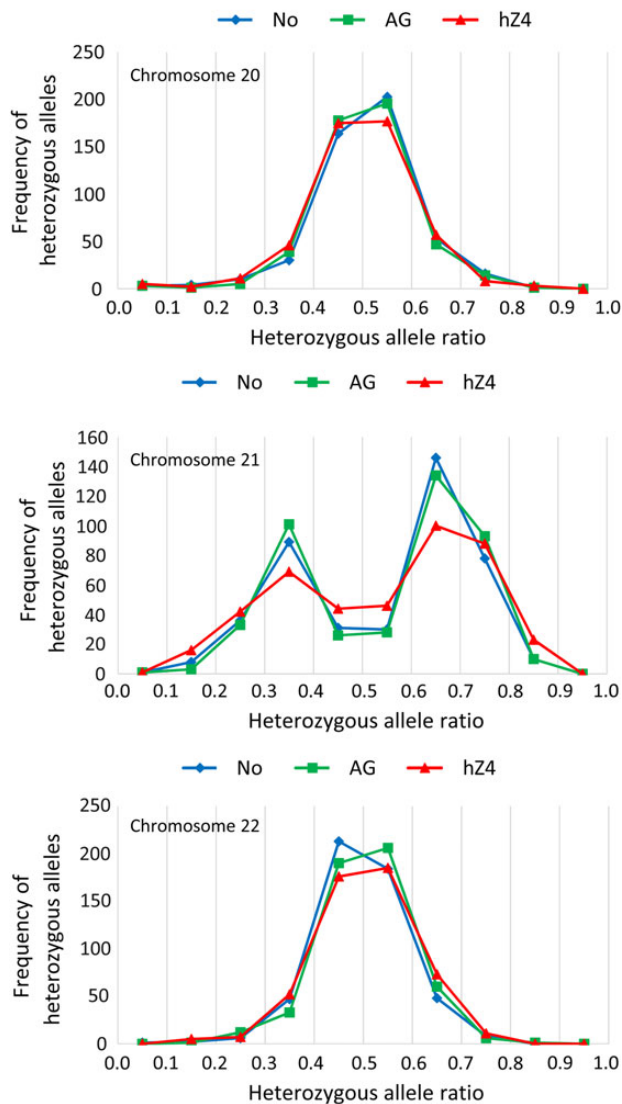 No AG hZ4
Frequency of
heterozygous alleles
250
200
150
100
50
0
Chromosome 20
0.0 0.1 0.2 0.3 0.4 0.5 0.6 0.7 0.8 0.9 1.0
Heterozygous allele ratio
No AG hZ4
Frequency of
heterozygous alleles
160
140
120
100
80
60
40
20
0
Chromosome 21
0.0 0.1 0.2 0.3 0.4 0.5 0.6 0.7 0.8 0.9 1.0
Heterozygous allele ratio
No AG hZ4
Frequency of
heterozygous alleles
250
200
150
100
50
0
Chromosome 22
0.0 0.1 0.2 0.3 0.4 0.5 0.6 0.7 0.8 0.9 1.0
Heterozygous allele ratio